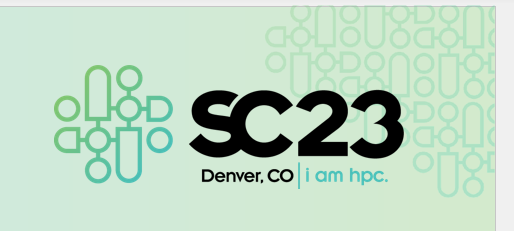 SC23
Denver, CO i am hpc.